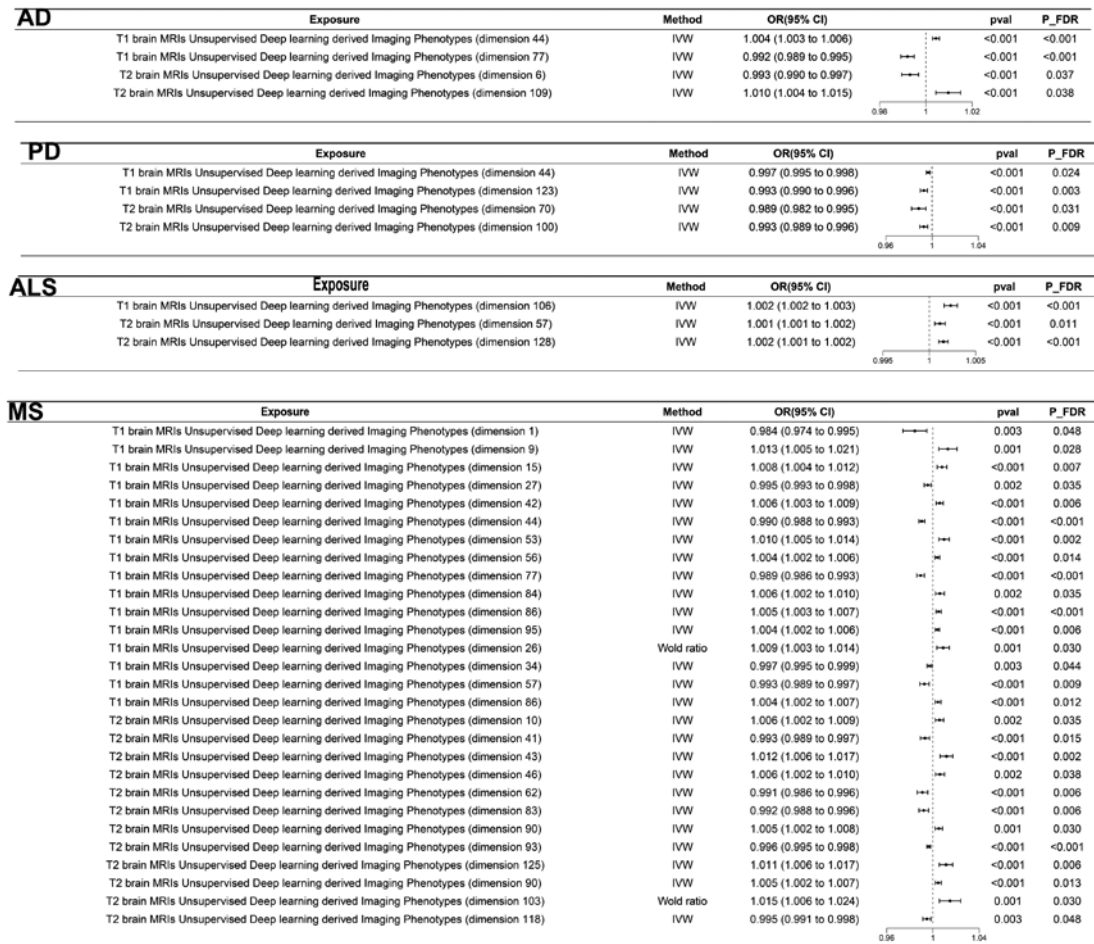 AD Exposure Method OR(95% CI) pval P_FDR
T1 brain MRIs Unsupervised Deep learning derived Imaging Phenotypes (dimension 44) IVW 1.004 (1.003 to 1.006) <0.001 <0.001
T1 brain MRIs Unsupervised Deep learning derived Imaging Phenotypes (dimension 77) IVW 0.992 (0.989 to 0.995) <0.001 <0.001
T2 brain MRIs Unsupervised Deep learning derived Imaging Phenotypes (dimension 6) IVW 0.993 (0.990 to 0.997) <0.001 0.037
T2 brain MRIs Unsupervised Deep learning derived Imaging Phenotypes (dimension 109) IVW 1.010 (1.004 to 1.015) <0.001 0.038
0.98 1 1.02
PD Exposure Method OR(95% CI) pval P_FDR
T1 brain MRIs Unsupervised Deep learning derived Imaging Phenotypes (dimension 44) IVW 0.997 (0.995 to 0.998) <0.001 0.024
T1 brain MRIs Unsupervised Deep learning derived Imaging Phenotypes (dimension 123) IVW 0.993 (0.990 to 0.996) <0.001 0.003
T2 brain MRIs Unsupervised Deep learning derived Imaging Phenotypes (dimension 70) IVW 0.989 (0.982 to 0.995) <0.001 0.031
T2 brain MRIs Unsupervised Deep learning derived Imaging Phenotypes (dimension 100) IVW 0.993 (0.989 to 0.996) <0.001 0.009
0.96 1 1.04
ALS Exposure Method OR(95% CI) pval P_FDR
T1 brain MRIs Unsupervised Deep learning derived Imaging Phenotypes (dimension 106) IVW 1.002 (1.002 to 1.003) <0.001 <0.001
T2 brain MRIs Unsupervised Deep learning derived Imaging Phenotypes (dimension 57) IVW 1.001 (1.001 to 1.002) <0.001 0.011
T2 brain MRIs Unsupervised Deep learning derived Imaging Phenotypes (dimension 128) IVW 1.002 (1.001 to 1.002) <0.001 <0.001
0.995 1 1.005
MS Exposure Method OR(95% CI) pval P_FDR
T1 brain MRIs Unsupervised Deep learning derived Imaging Phenotypes (dimension 1) IVW 0.984 (0.974 to 0.995) 0.003 0.048
T1 brain MRIs Unsupervised Deep learning derived Imaging Phenotypes (dimension 9) IVW 1.013 (1.005 to 1.021) 0.001 0.028
T1 brain MRIs Unsupervised Deep learning derived Imaging Phenotypes (dimension 15) IVW 1.008 (1.004 to 1.012) <0.001 0.007
T1 brain MRIs Unsupervised Deep learning derived Imaging Phenotypes (dimension 27) IVW 0.995 (0.993 to 0.998) 0.002 0.035
T1 brain MRIs Unsupervised Deep learning derived Imaging Phenotypes (dimension 42) IVW 1.006 (1.003 to 1.009) <0.001 0.006
T1 brain MRIs Unsupervised Deep learning derived Imaging Phenotypes (dimension 44) IVW 0.990 (0.988 to 0.993) <0.001 <0.001
T1 brain MRIs Unsupervised Deep learning derived Imaging Phenotypes (dimension 53) IVW 1.010 (1.005 to 1.014) <0.001 0.002
T1 brain MRIs Unsupervised Deep learning derived Imaging Phenotypes (dimension 56) IVW 1.004 (1.002 to 1.006) <0.001 0.014
T1 brain MRIs Unsupervised Deep learning derived Imaging Phenotypes (dimension 77) IVW 0.989 (0.986 to 0.993) <0.001 <0.001
T1 brain MRIs Unsupervised Deep learning derived Imaging Phenotypes (dimension 84) IVW 1.006 (1.002 to 1.010) 0.002 0.035
T1 brain MRIs Unsupervised Deep learning derived Imaging Phenotypes (dimension 86) IVW 1.005 (1.003 to 1.007) <0.001 <0.001
T1 brain MRIs Unsupervised Deep learning derived Imaging Phenotypes (dimension 95) IVW 1.004 (1.002 to 1.006) <0.001 0.006
T1 brain MRIs Unsupervised Deep learning derived Imaging Phenotypes (dimension 26) Wold ratio 1.009 (1.003 to 1.014) 0.001 0.030
T1 brain MRIs Unsupervised Deep learning derived Imaging Phenotypes (dimension 34) IVW 0.997 (0.995 to 0.999) 0.003 0.044
T1 brain MRIs Unsupervised Deep learning derived Imaging Phenotypes (dimension 57) IVW 0.993 (0.989 to 0.997) <0.001 0.009
T1 brain MRIs Unsupervised Deep learning derived Imaging Phenotypes (dimension 86) IVW 1.004 (1.002 to 1.007) <0.001 0.012
T2 brain MRIs Unsupervised Deep learning derived Imaging Phenotypes (dimension 10) IVW 1.006 (1.002 to 1.009) 0.002 0.035
T2 brain MRIs Unsupervised Deep learning derived Imaging Phenotypes (dimension 41) IVW 0.993 (0.989 to 0.997) <0.001 0.015
T2 brain MRIs Unsupervised Deep learning derived Imaging Phenotypes (dimension 43) IVW 1.012 (1.006 to 1.017) <0.001 0.002
T2 brain MRIs Unsupervised Deep learning derived Imaging Phenotypes (dimension 46) IVW 1.006 (1.002 to 1.010) 0.002 0.038
T2 brain MRIs Unsupervised Deep learning derived Imaging Phenotypes (dimension 62) IVW 0.991 (0.986 to 0.996) <0.001 0.006
T2 brain MRIs Unsupervised Deep learning derived Imaging Phenotypes (dimension 83) IVW 0.992 (0.988 to 0.996) <0.001 0.006
T2 brain MRIs Unsupervised Deep learning derived Imaging Phenotypes (dimension 90) IVW 1.005 (1.002 to 1.008) 0.001 0.030
T2 brain MRIs Unsupervised Deep learning derived Imaging Phenotypes (dimension 93) IVW 0.996 (0.995 to 0.998) <0.001 <0.001
T2 brain MRIs Unsupervised Deep learning derived Imaging Phenotypes (dimension 125) IVW 1.011 (1.006 to 1.017) <0.001 0.006
T2 brain MRIs Unsupervised Deep learning derived Imaging Phenotypes (dimension 90) IVW 1.005 (1.002 to 1.007) <0.001 0.013
T2 brain MRIs Unsupervised Deep learning derived Imaging Phenotypes (dimension 103) Wold ratio 1.015 (1.006 to 1.024) 0.001 0.030
T2 brain MRIs Unsupervised Deep learning derived Imaging Phenotypes (dimension 118) IVW 0.995 (0.991 to 0.998) 0.003 0.048
0.96 1 1.04